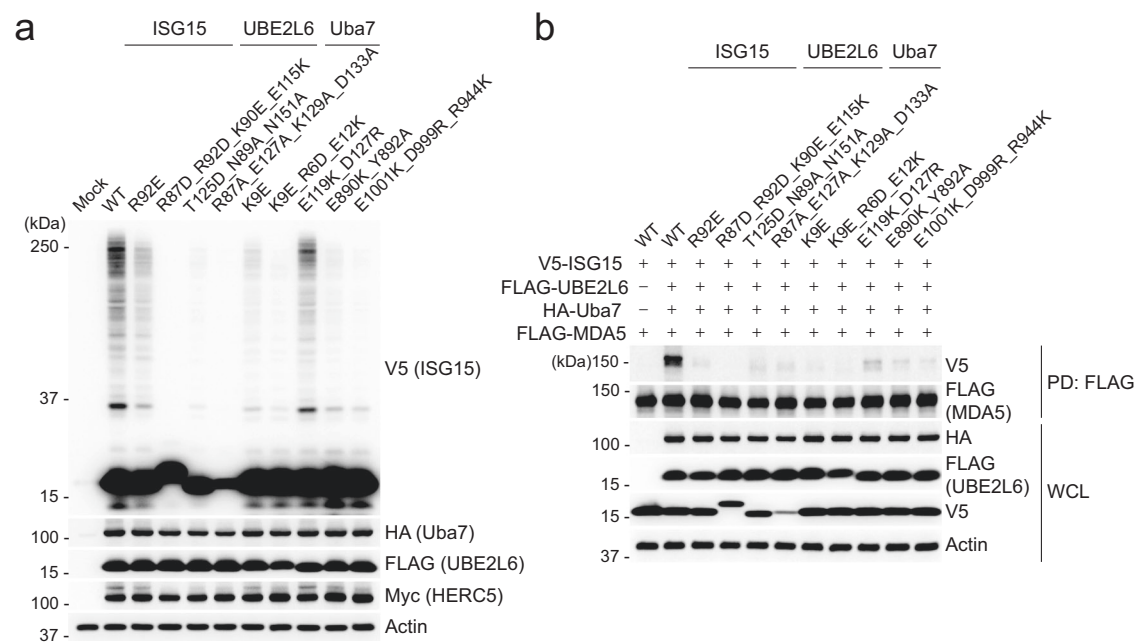 a
ISG15 UBE2L6 Uba7
Mock
WT
R92E
R87D_R92D_K90E_E115K
T125D_N89A_N151A
R87A_E127A_K129A_D133A
K9E
K9E_R6D_E12K
E119K_D127R
E890K_Y892A
E1001K_D999R_R944K
(kDa)
250 -
37 -
15 -
V5 (ISG15)
100 - HA (Uba7)
15 - FLAG (UBE2L6)
100 - Myc (HERC5)
37 - Actin
b
ISG15 UBE2L6 Uba7
WT
WT
R92E
R87D_R92D_K90E_E115K
T125D_N89A_N151A
R87A_E127A_K129A_D133A
K9E
K9E_R6D_E12K
E119K_D127R
E890K_Y892A
E1001K_D999R_R944K
V5-ISG15 + + + + + + + + + + +
FLAG-UBE2L6 – + + + + + + + + + +
HA-Uba7 – + + + + + + + + + +
FLAG-MDA5 + + + + + + + + + + +
(kDa) 150 - V5
150 - FLAG
(MDA5)
PD: FLAG
100 - HA
15 - FLAG
(UBE2L6)
15 - V5
37 - Actin
WCL